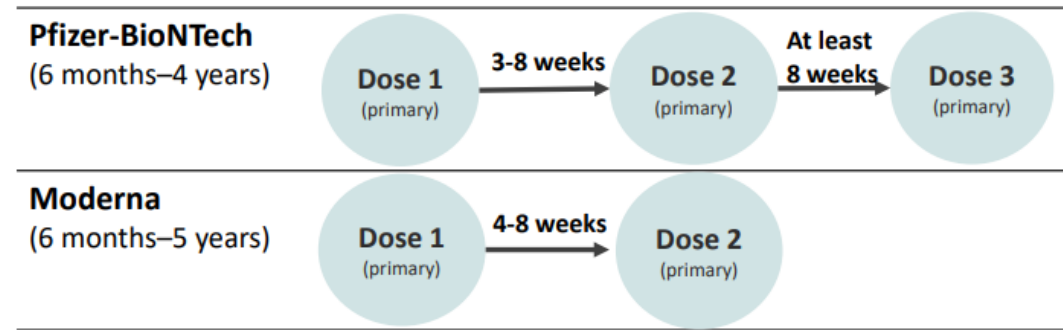 Pfizer-BioNTech
(6 months–4 years)
Dose 1
(primary)
3-8 weeks
Dose 2
(primary)
At least
8 weeks
Dose 3
(primary)
Moderna
(6 months–5 years)
Dose 1
(primary)
4-8 weeks
Dose 2
(primary)